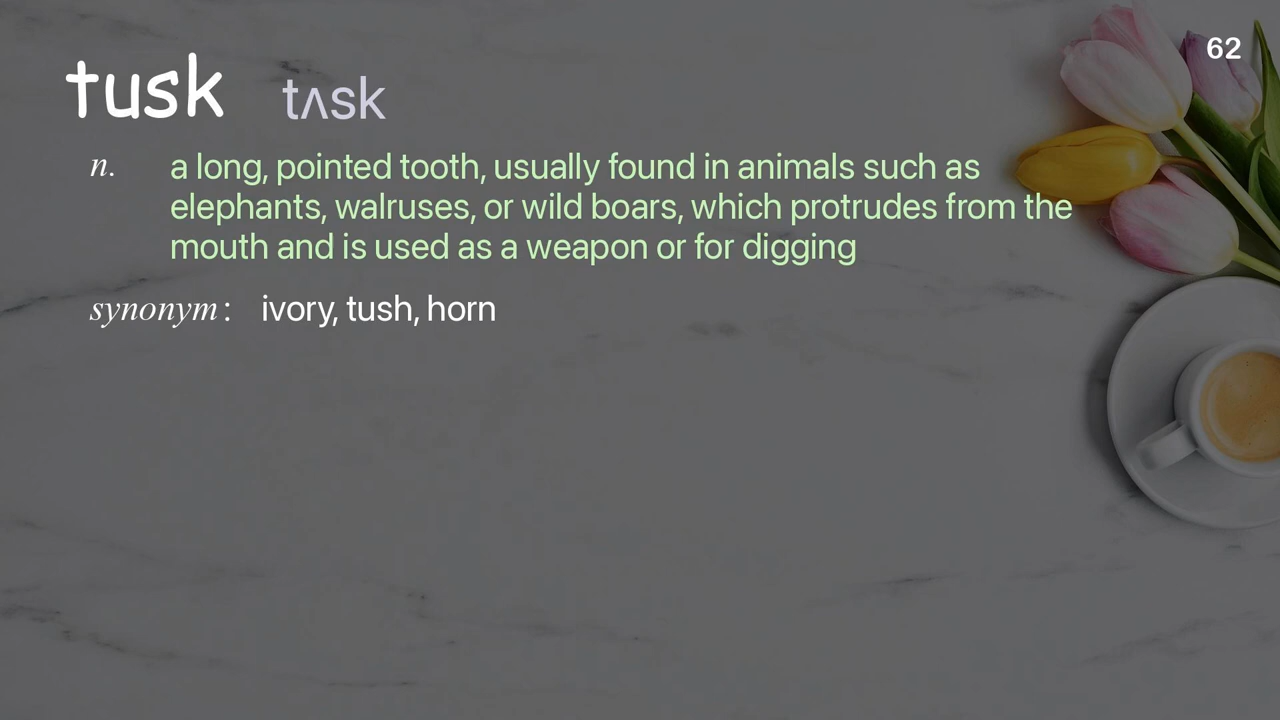 62
tusk tʌsk
n. a long, pointed tooth, usually found in animals such as
elephants, walruses, or wild boars, which protrudes from the
mouth and is used as a weapon or for digging
synonym: ivory, tush, horn